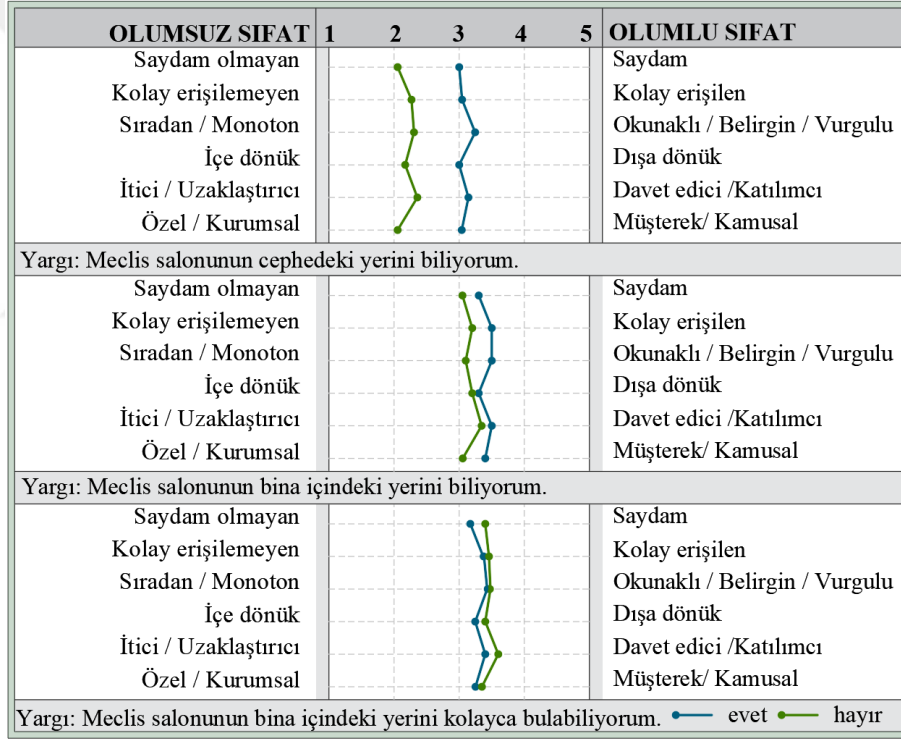 OLUMSUZ SIFAT 1 2 3 4 5 OLUMLU SIFAT
Saydam olmayan Saydam
Kolay erişilemeyen Kolay erişilen
Sıradan / Monoton Okunaklı / Belirgin / Vurgulu
İçe dönük Dışa dönük
İtici / Uzaklaştırıcı Davet edici /Katılımcı
Özel / Kurumsal Müşterek/ Kamusal
Yargı: Meclis salonunun cephedeki yerini biliyorum.
Saydam olmayan Saydam
Kolay erişilemeyen Kolay erişilen
Sıradan / Monoton Okunaklı / Belirgin / Vurgulu
İçe dönük Dışa dönük
İtici / Uzaklaştırıcı Davet edici /Katılımcı
Özel / Kurumsal Müşterek/ Kamusal
Yargı: Meclis salonunun bina içindeki yerini biliyorum.
Saydam olmayan Saydam
Kolay erişilemeyen Kolay erişilen
Sıradan / Monoton Okunaklı / Belirgin / Vurgulu
İçe dönük Dışa dönük
İtici / Uzaklaştırıcı Davet edici /Katılımcı
Özel / Kurumsal Müşterek/ Kamusal
Yargı: Meclis salonunun bina içindeki yerini kolayca bulabiliyorum. evet hayır